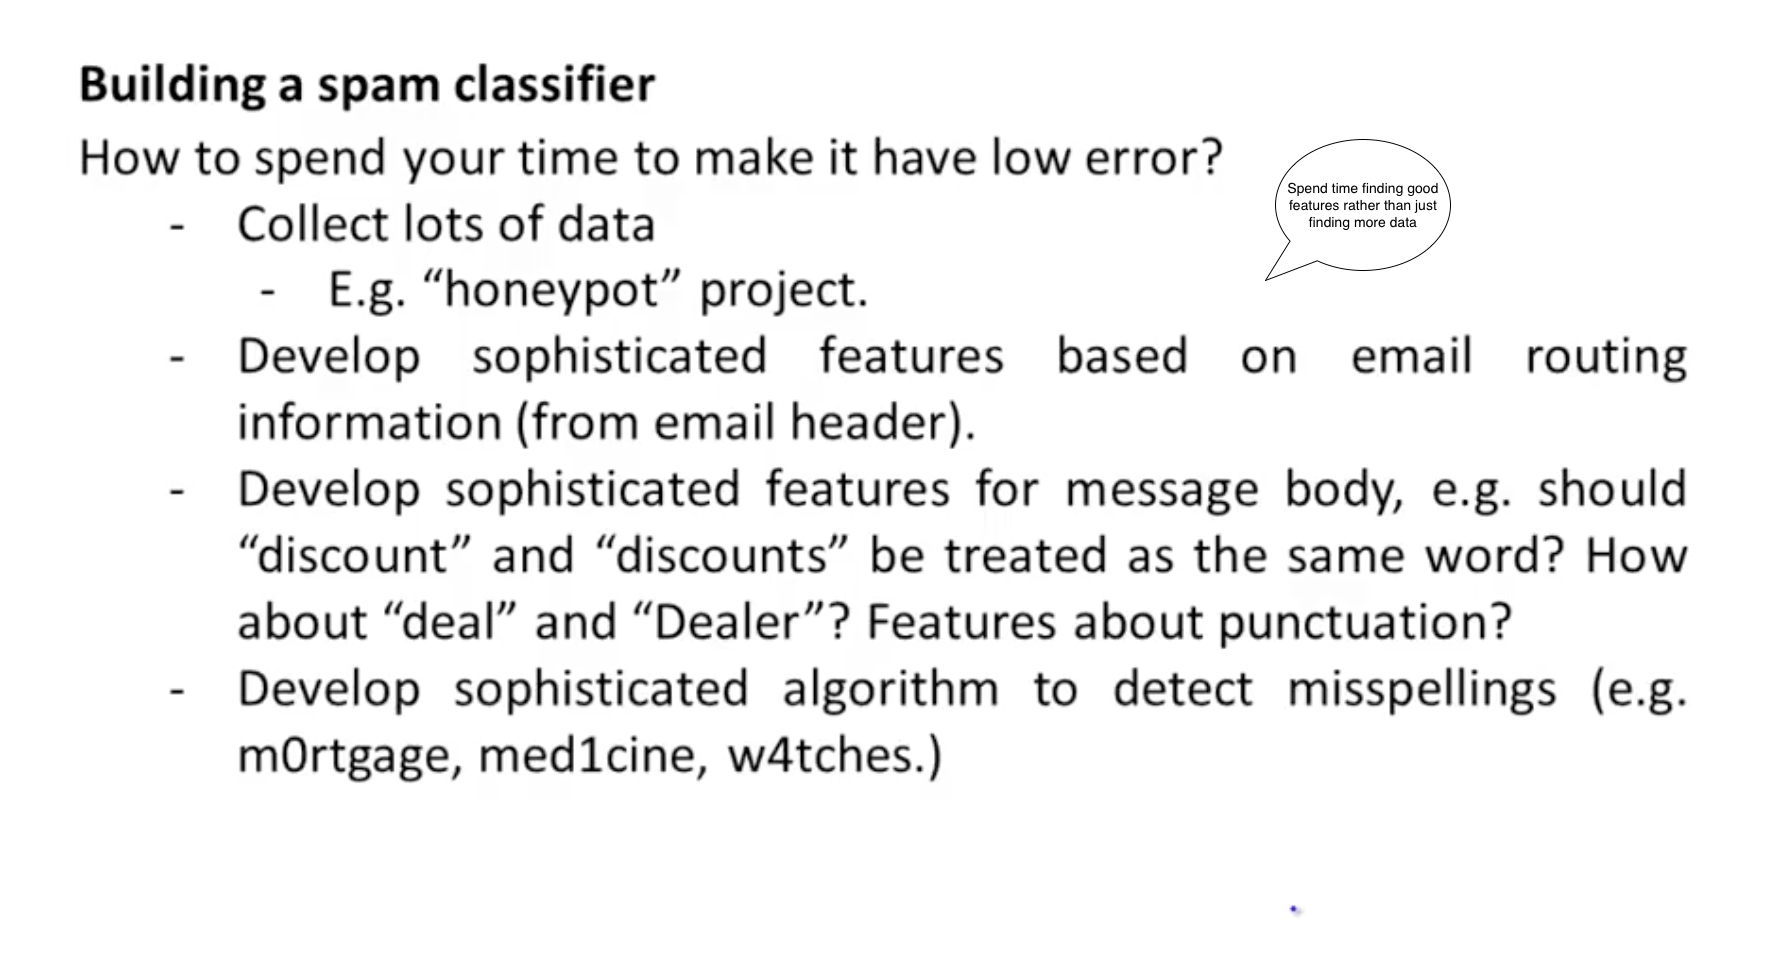 Building a spam classifier
How to spend your time to make it have low error?
Spend time finding good
features rather than just
finding more data
- Collect lots of data
- E.g. “honeypot” project.
- Develop sophisticated features based on email routing
information (from email header).
- Develop sophisticated features for message body, e.g. should
“discount” and “discounts” be treated as the same word? How
about “deal” and “Dealer”? Features about punctuation?
- Develop sophisticated algorithm to detect misspellings (e.g.
m0rtgage, med1cine, w4tches.)